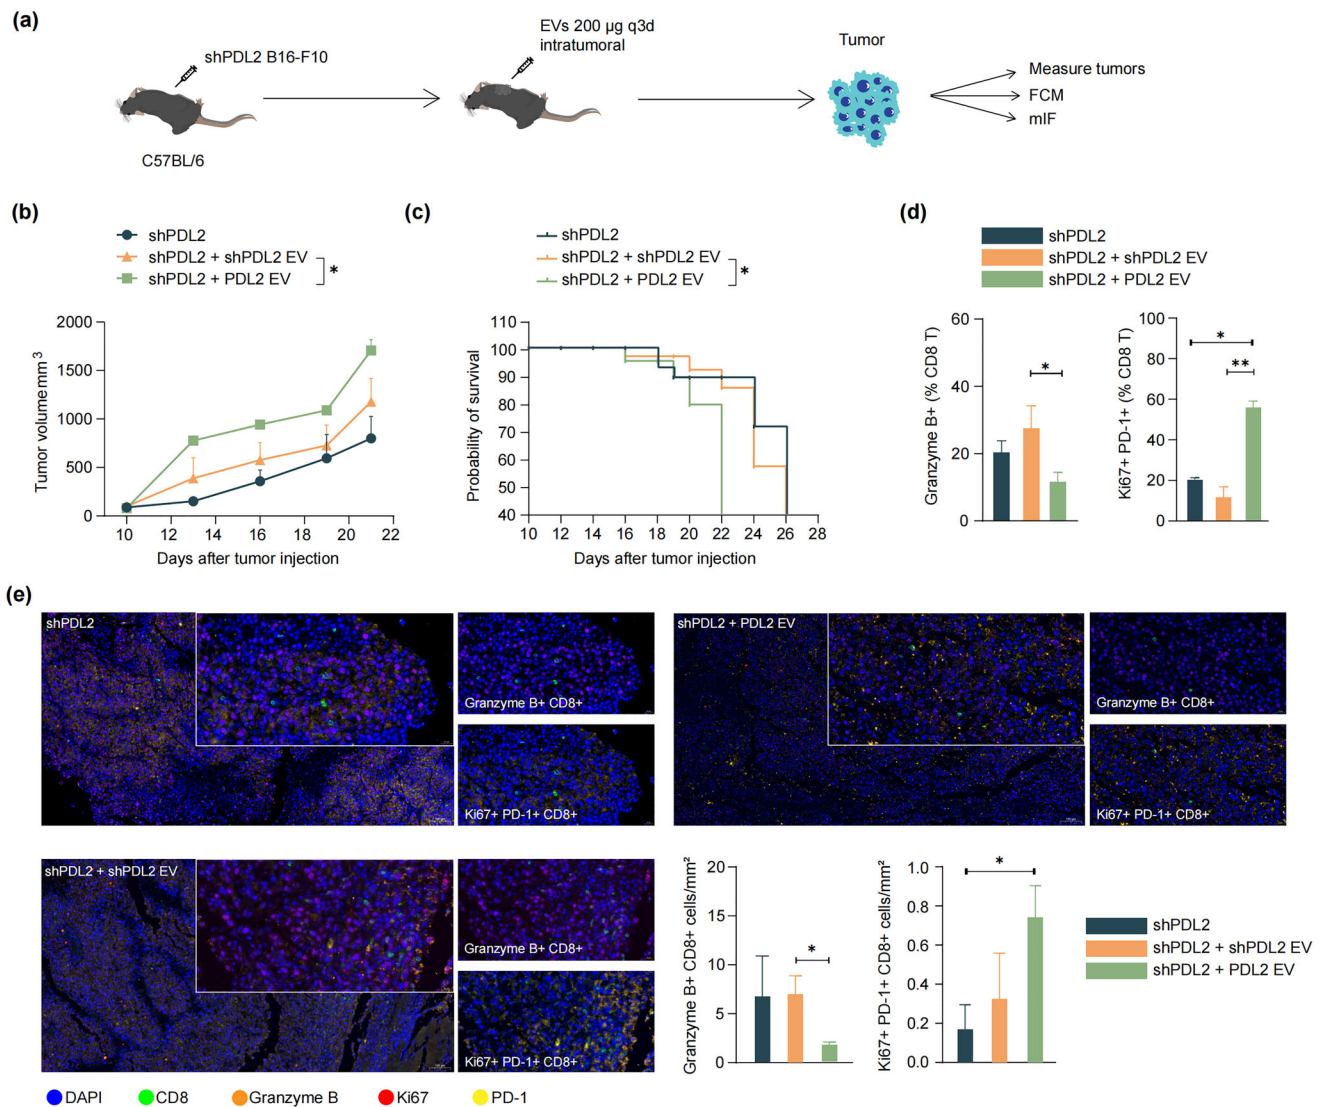 (a)
shPDL2 B16-F10
C57BL/6
EVs 200 µg q3d
intratumoral
Tumor
Measure tumors
FCM
mIF
(b)
shPDL2
shPDL2 + shPDL2 EV
shPDL2 + PDL2 EV
*
Tumor volume mm³
2000
1500
1000
500
0
10 12 14 16 18 20 22
Days after tumor injection
(c)
shPDL2
shPDL2 + shPDL2 EV
shPDL2 + PDL2 EV
*
Probability of survival
110
100
90
80
70
60
50
40
10 12 14 16 18 20 22 24 26 28
Days after tumor injection
(d)
shPDL2
shPDL2 + shPDL2 EV
shPDL2 + PDL2 EV
Granzyme B+ (% CD8 T)
60
40
20
0
*
Ki67+ PD-1+ (% CD8 T)
100
80
60
40
20
0
*
**
(e)
shPDL2
Granzyme B+ CD8+
Ki67+ PD-1+ CD8+
shPDL2 + PDL2 EV
Granzyme B+ CD8+
Ki67+ PD-1+ CD8+
shPDL2 + shPDL2 EV
Granzyme B+ CD8+
Ki67+ PD-1+ CD8+
Granzyme B+ CD8+ cells/mm²
20
15
10
5
0
*
Ki67+ PD-1+ CD8+ cells/mm²
1.0
0.8
0.6
0.4
0.2
0.0
*
shPDL2
shPDL2 + shPDL2 EV
shPDL2 + PDL2 EV
DAPI CD8 Granzyme B Ki67 PD-1